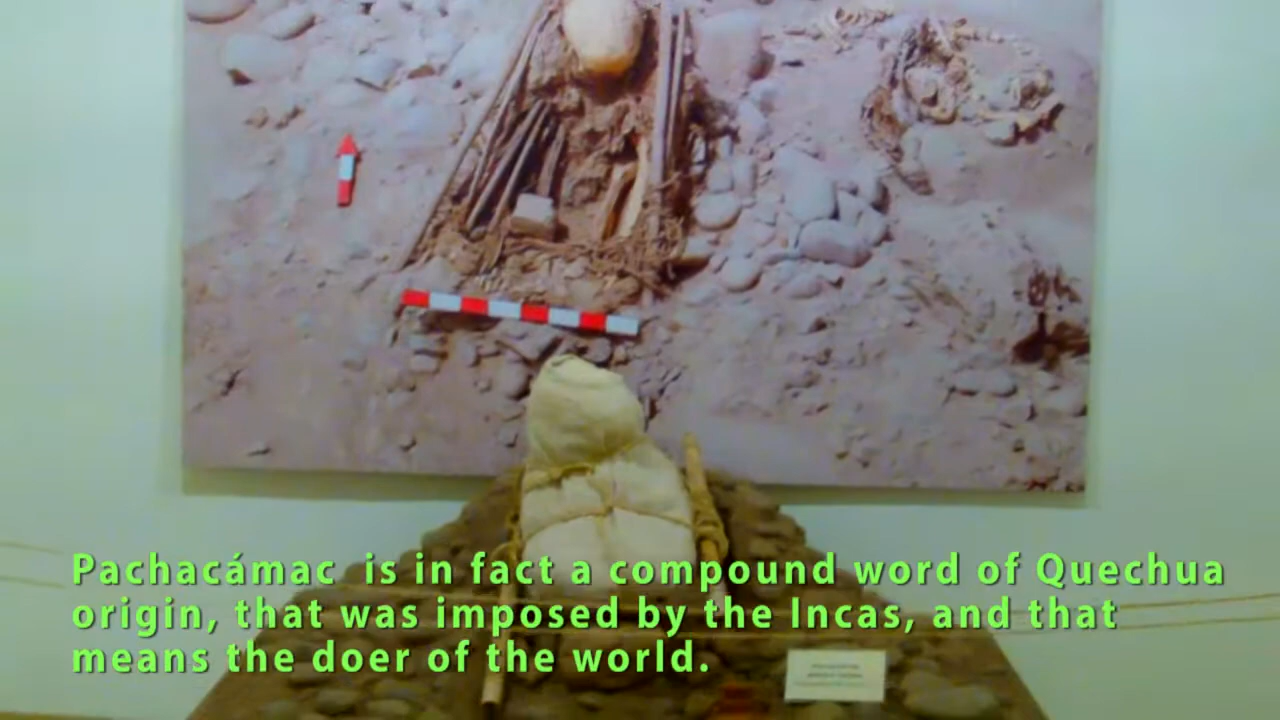 Pachacámac is in fact a compound word of Quechua
origin, that was imposed by the Incas, and that
means the doer of the world.